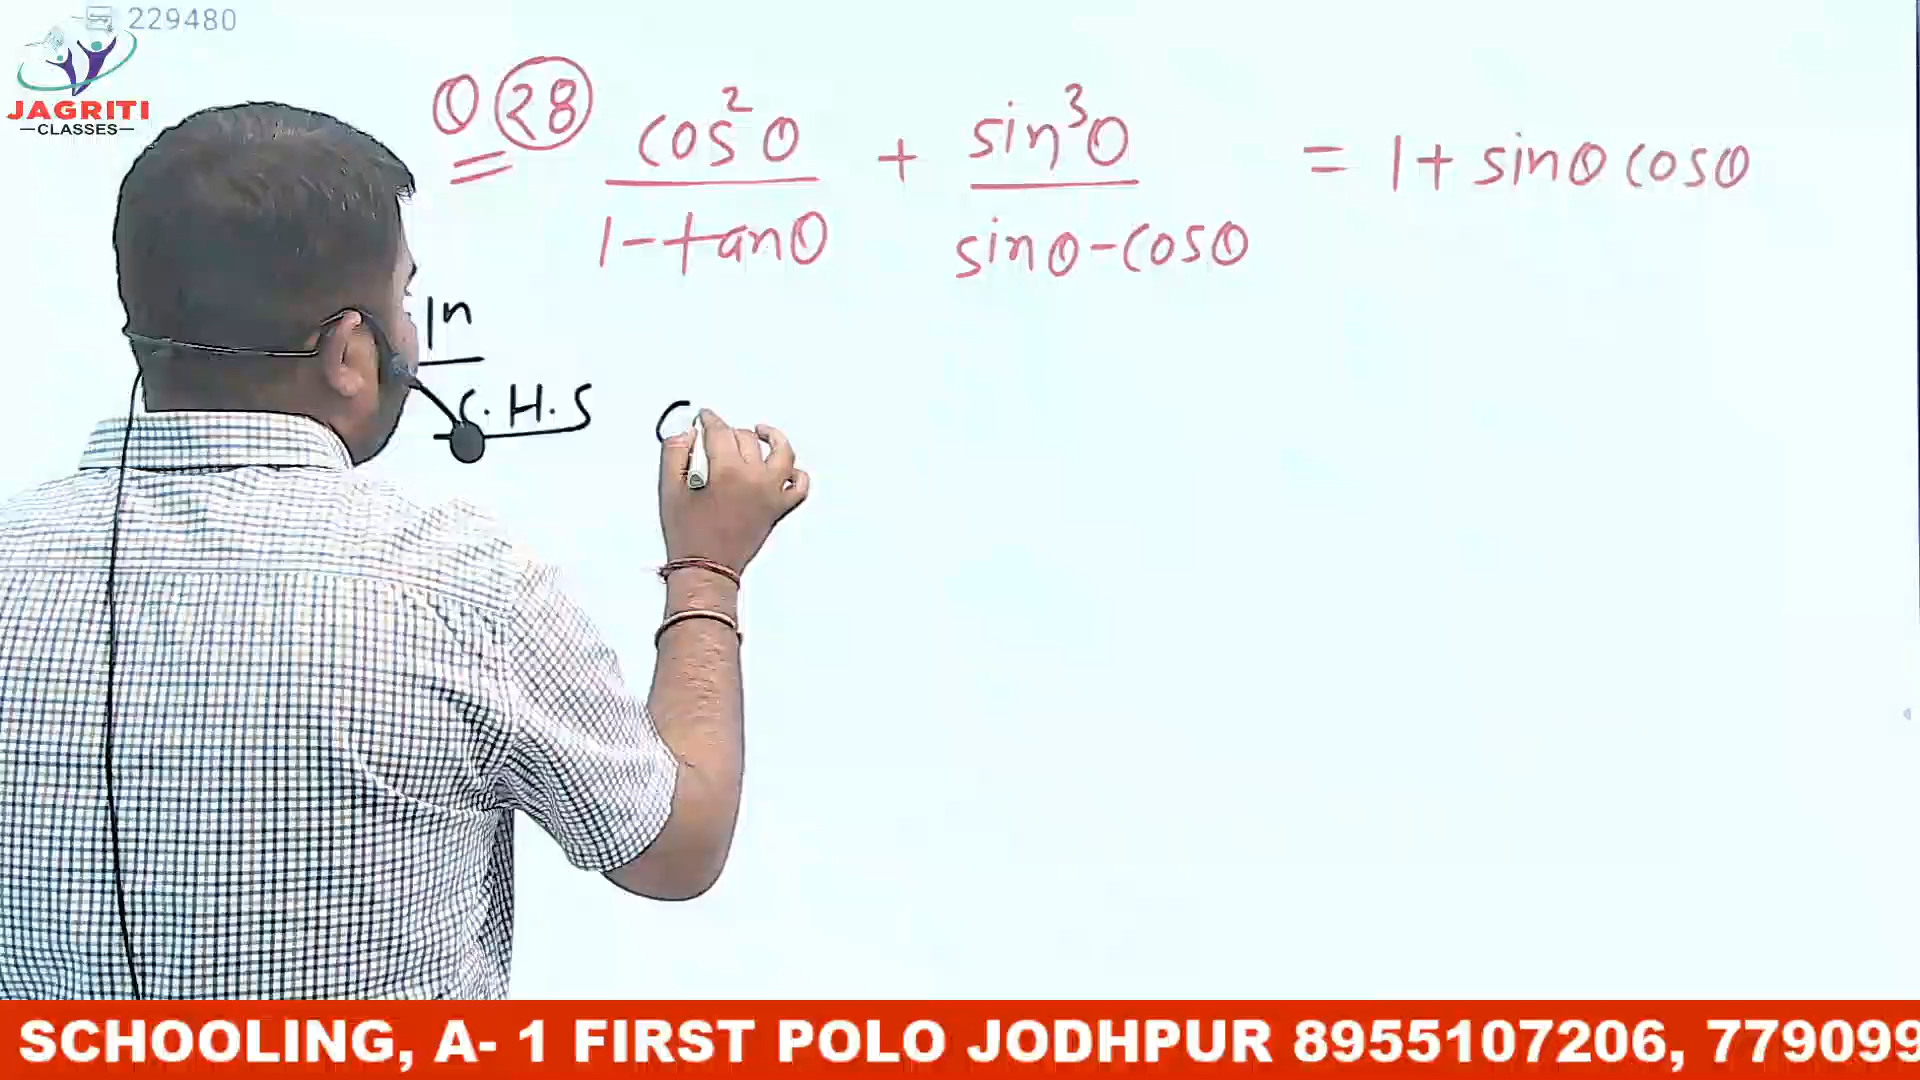 229480
JAGRITI
CLASSES
Q 28 cos²θ/1-tanθ + sin³θ/sinθ-cosθ = 1+ sinθ cosθ
In
L.H.S C
SCHOOLING, A- 1 FIRST POLO JODHPUR 8955107206, 779099